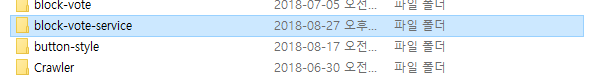 block-vote 2018-07-05 오전... 파일 폴더
block-vote-service 2018-08-27 오후... 파일 폴더
button-style 2018-08-17 오전... 파일 폴더
Crawler 2018-06-30 오전... 파일 폴더